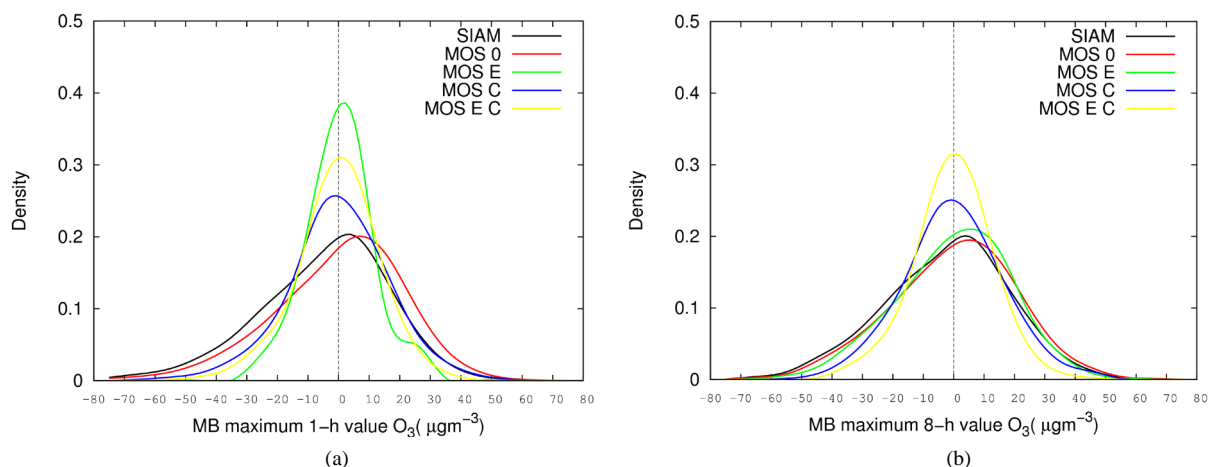 0.5
0.4
0.3
0.2
0.1
0
Density
SIAM
MOS 0
MOS E
MOS C
MOS E C
−80 −70 −60 −50 −40 −30 −20 −10 0 10 20 30 40 50 60 70 80
MB maximum 1−h value O3( μgm−3)
(a)
0.5
0.4
0.3
0.2
0.1
0
Density
SIAM
MOS 0
MOS E
MOS C
MOS E C
−80 −70 −60 −50 −40 −30 −20 −10 0 10 20 30 40 50 60 70 80
MB maximum 8−h value O3( μgm−3)
(b)